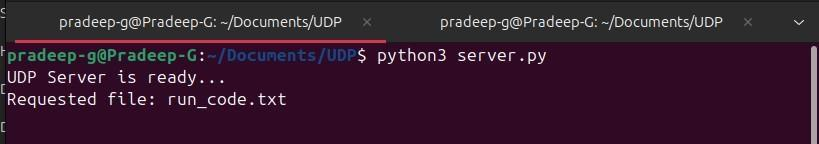 pradeep-g@Pradeep-G: ~/Documents/UDP × pradeep-g@Pradeep-G: ~/Documents/UDP ×
pradeep-g@Pradeep-G:~/Documents/UDP$ python3 server.py
UDP Server is ready...
Requested file: run_code.txt